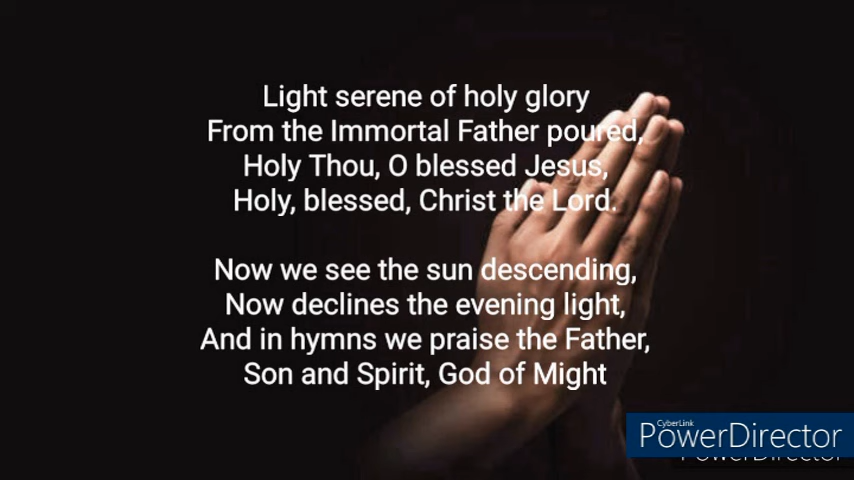 Light serene of holy glory
From the Immortal Father poured,
Holy Thou, O blessed Jesus,
Holy, blessed, Christ the Lord.
Now we see the sun descending,
Now declines the evening light,
And in hymns we praise the Father,
Son and Spirit, God of Might
CyberLink
PowerDirector
PowerDirector